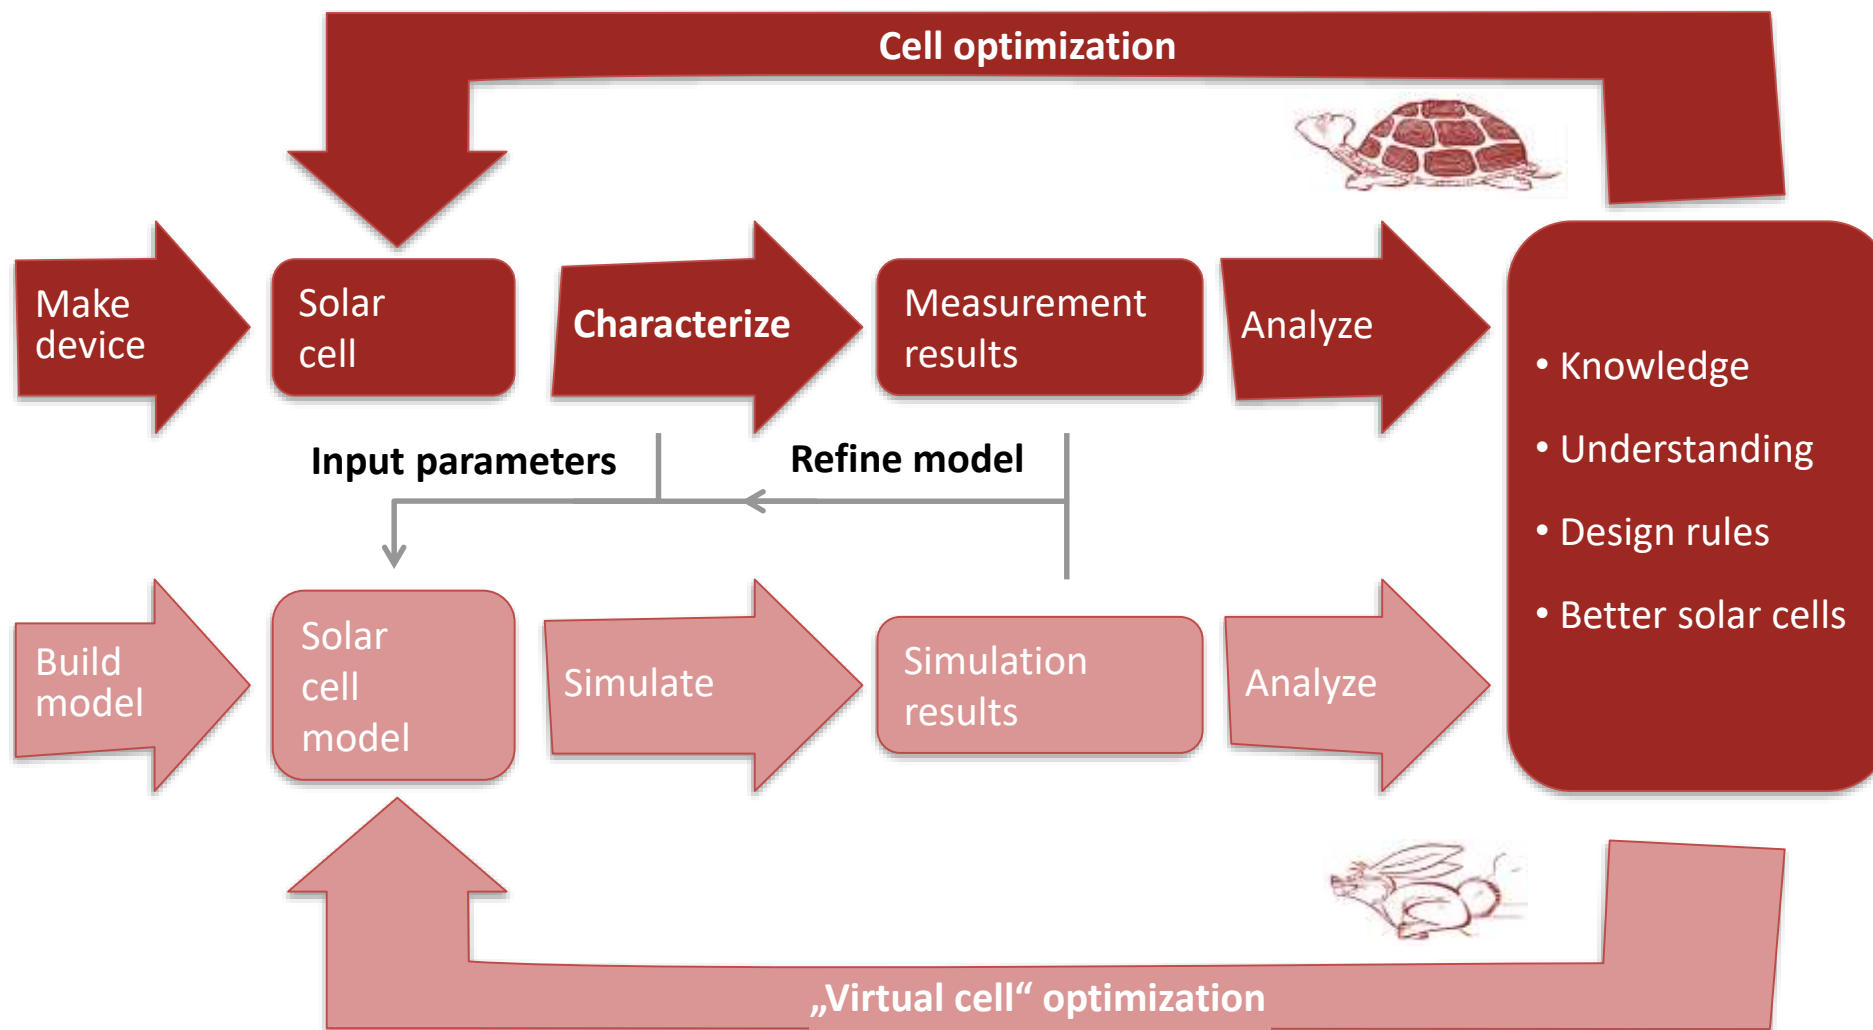 Cell optimization
Make
device
Solar
cell
Characterize
Measurement
results
Analyze
• Knowledge
• Understanding
• Design rules
• Better solar cells
Input parameters
Refine model
Build
model
Solar
cell
model
Simulate
Simulation
results
Analyze
„Virtual cell“ optimization